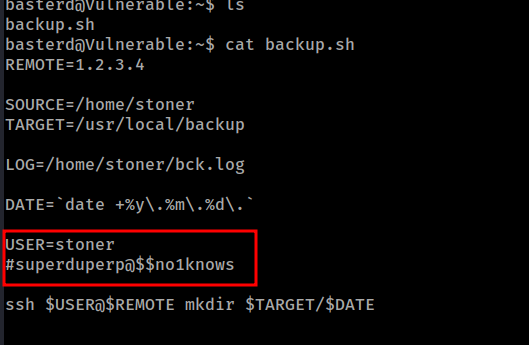 basterd@Vulnerable:~$ ls
backup.sh
basterd@Vulnerable:~$ cat backup.sh
REMOTE=1.2.3.4
SOURCE=/home/stoner
TARGET=/usr/local/backup
LOG=/home/stoner/bck.log
DATE=`date +%y\.%m\.%d\.`
USER=stoner
#superduperp@$$no1knows
ssh $USER@$REMOTE mkdir $TARGET/$DATE